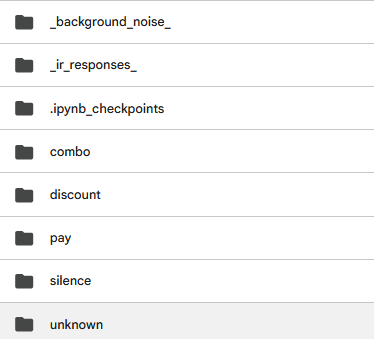 _background_noise_
_ir_responses_
.ipynb_checkpoints
combo
discount
pay
silence
unknown